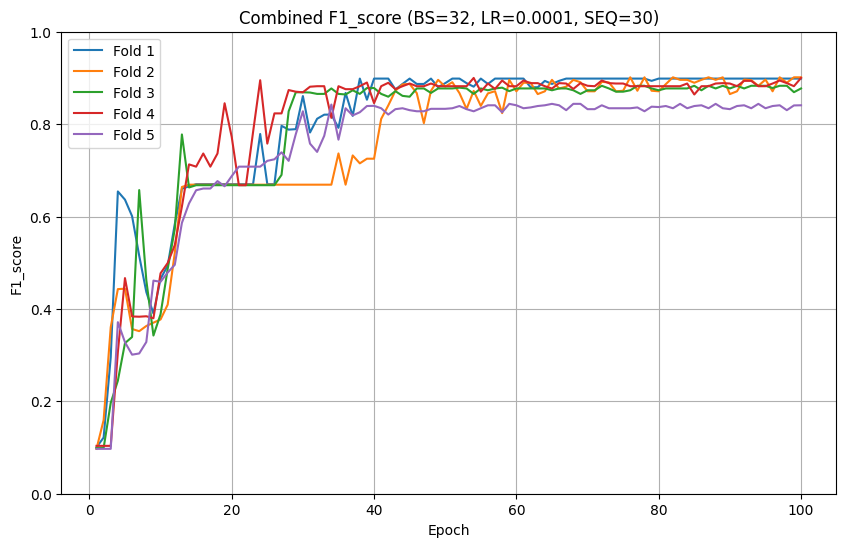 Combined F1_score (BS=32, LR=0.0001, SEQ=30)
Fold 1
Fold 2
Fold 3
Fold 4
Fold 5
1.0
0.8
0.6
0.4
0.2
0.0
F1_score
0 20 40 60 80 100
Epoch